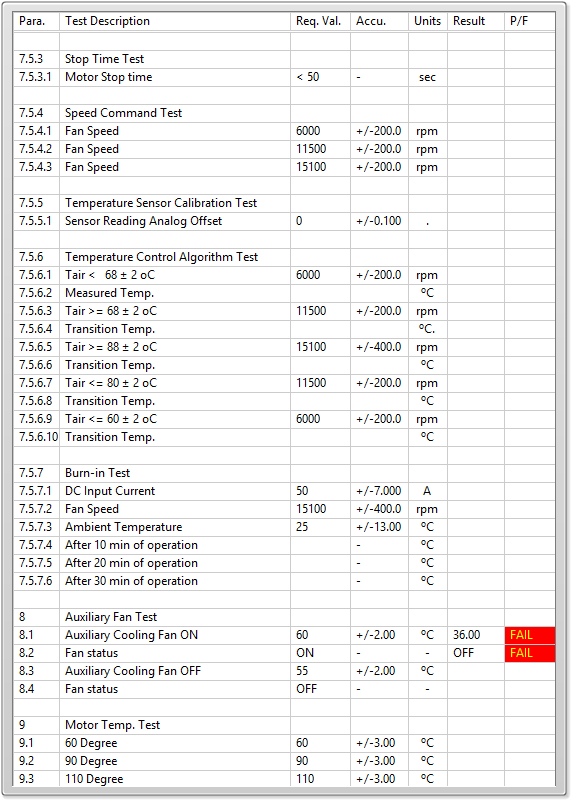 Para. Test Description Req. Val. Accu. Units Result P/F
7.5.3 Stop Time Test
7.5.3.1 Motor Stop time < 50 - sec
7.5.4 Speed Command Test
7.5.4.1 Fan Speed 6000 +/-200.0 rpm
7.5.4.2 Fan Speed 11500 +/-200.0 rpm
7.5.4.3 Fan Speed 15100 +/-200.0 rpm
7.5.5 Temperature Sensor Calibration Test
7.5.5.1 Sensor Reading Analog Offset 0 +/-0.100 .
7.5.6 Temperature Control Algorithm Test
7.5.6.1 Tair < 68 ± 2 oC 6000 +/-200.0 rpm
7.5.6.2 Measured Temp. ºC
7.5.6.3 Tair >= 68 ± 2 oC 11500 +/-200.0 rpm
7.5.6.4 Transition Temp. ºC.
7.5.6.5 Tair >= 88 ± 2 oC 15100 +/-400.0 rpm
7.5.6.6 Transition Temp. ºC
7.5.6.7 Tair <= 80 ± 2 oC 11500 +/-200.0 rpm
7.5.6.8 Transition Temp. ºC
7.5.6.9 Tair <= 60 ± 2 oC 6000 +/-200.0 rpm
7.5.6.10 Transition Temp. ºC
7.5.7 Burn-in Test
7.5.7.1 DC Input Current 50 +/-7.000 A
7.5.7.2 Fan Speed 15100 +/-400.0 rpm
7.5.7.3 Ambient Temperature 25 +/-13.00 ºC
7.5.7.4 After 10 min of operation - ºC
7.5.7.5 After 20 min of operation - ºC
7.5.7.6 After 30 min of operation - ºC
8 Auxiliary Fan Test
8.1 Auxiliary Cooling Fan ON 60 +/-2.00 ºC 36.00 FAIL
8.2 Fan status ON - - OFF FAIL
8.3 Auxiliary Cooling Fan OFF 55 +/-2.00 ºC
8.4 Fan status OFF - -
9 Motor Temp. Test
9.1 60 Degree 60 +/-3.00 ºC
9.2 90 Degree 90 +/-3.00 ºC
9.3 110 Degree 110 +/-3.00 ºC